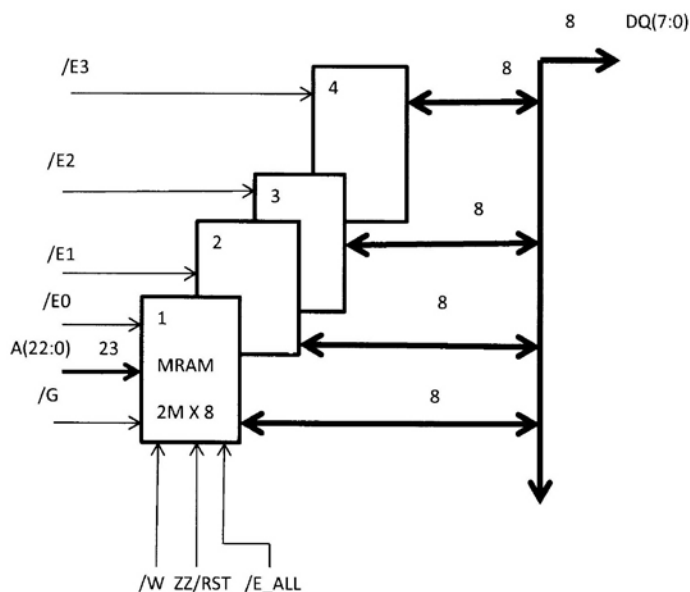 8 DQ(7:0)
/E3
4
8
/E2
3
8
2
/E1
8
/E0
1
A(22:0) 23
MRAM
/G
2M X 8
8
/W ZZ/RST /E_ALL